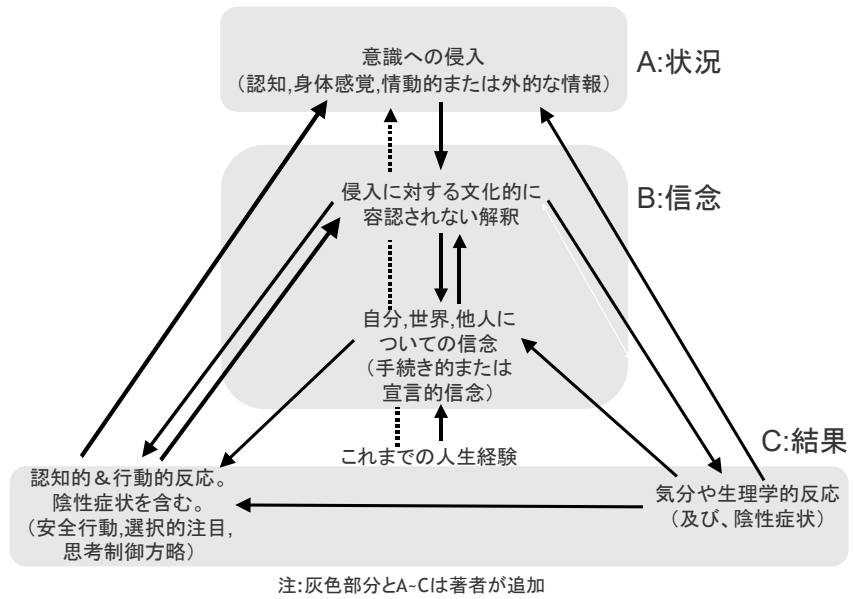 意識への侵入
（認知,身体感覚,情動的または外的な情報）
A:状況
侵入に対する文化的に
容認されない解釈
B:信念
自分,世界,他人に
ついての信念
（手続き的または
宣言的信念）
C:結果
これまでの人生経験
認知的&行動的反応。
陰性症状を含む。
（安全行動,選択的注目,
思考制御方略）
気分や生理学的反応
（及び、陰性症状）
注:灰色部分とA~Cは著者が追加